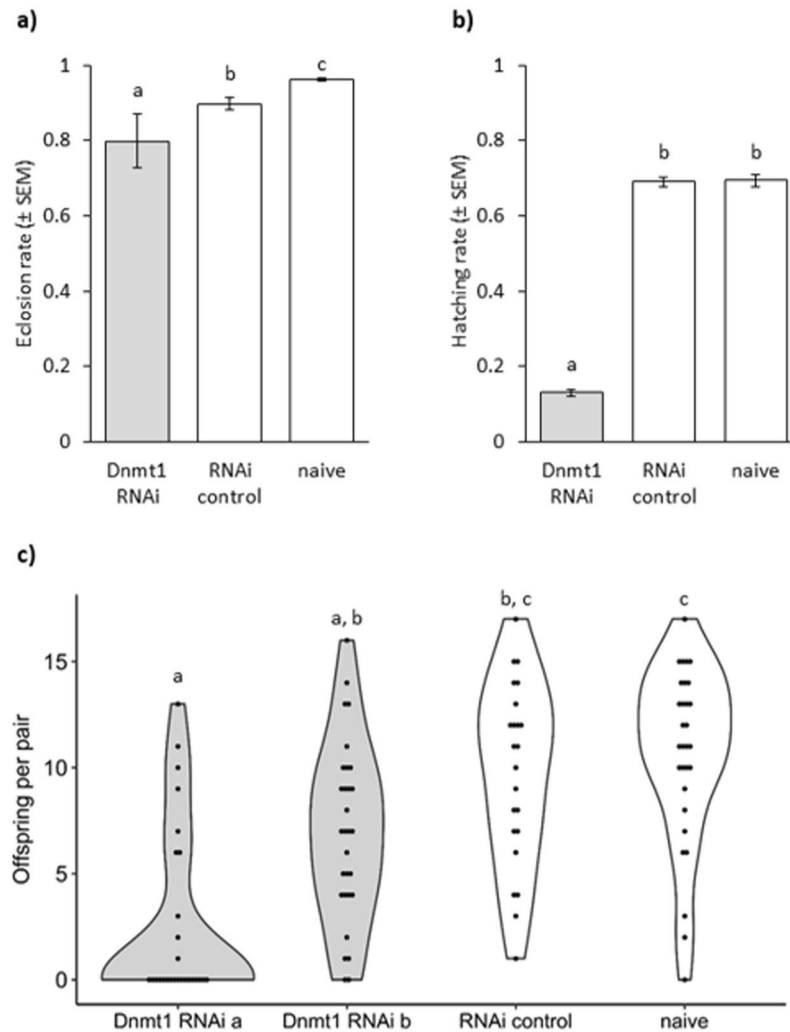 a)
Eclosion rate (± SEM)
1
0.8
0.6
0.4
0.2
0
a
b
c
Dnmt1
RNAi
RNAi
control
naive
b)
Hatching rate (± SEM)
1
0.8
0.6
0.4
0.2
0
a
b
b
Dnmt1
RNAi
RNAi
control
naive
c)
Offspring per pair
15
10
5
0
a
a, b
b, c
c
Dnmt1 RNAi a
Dnmt1 RNAi b
RNAi control
naive